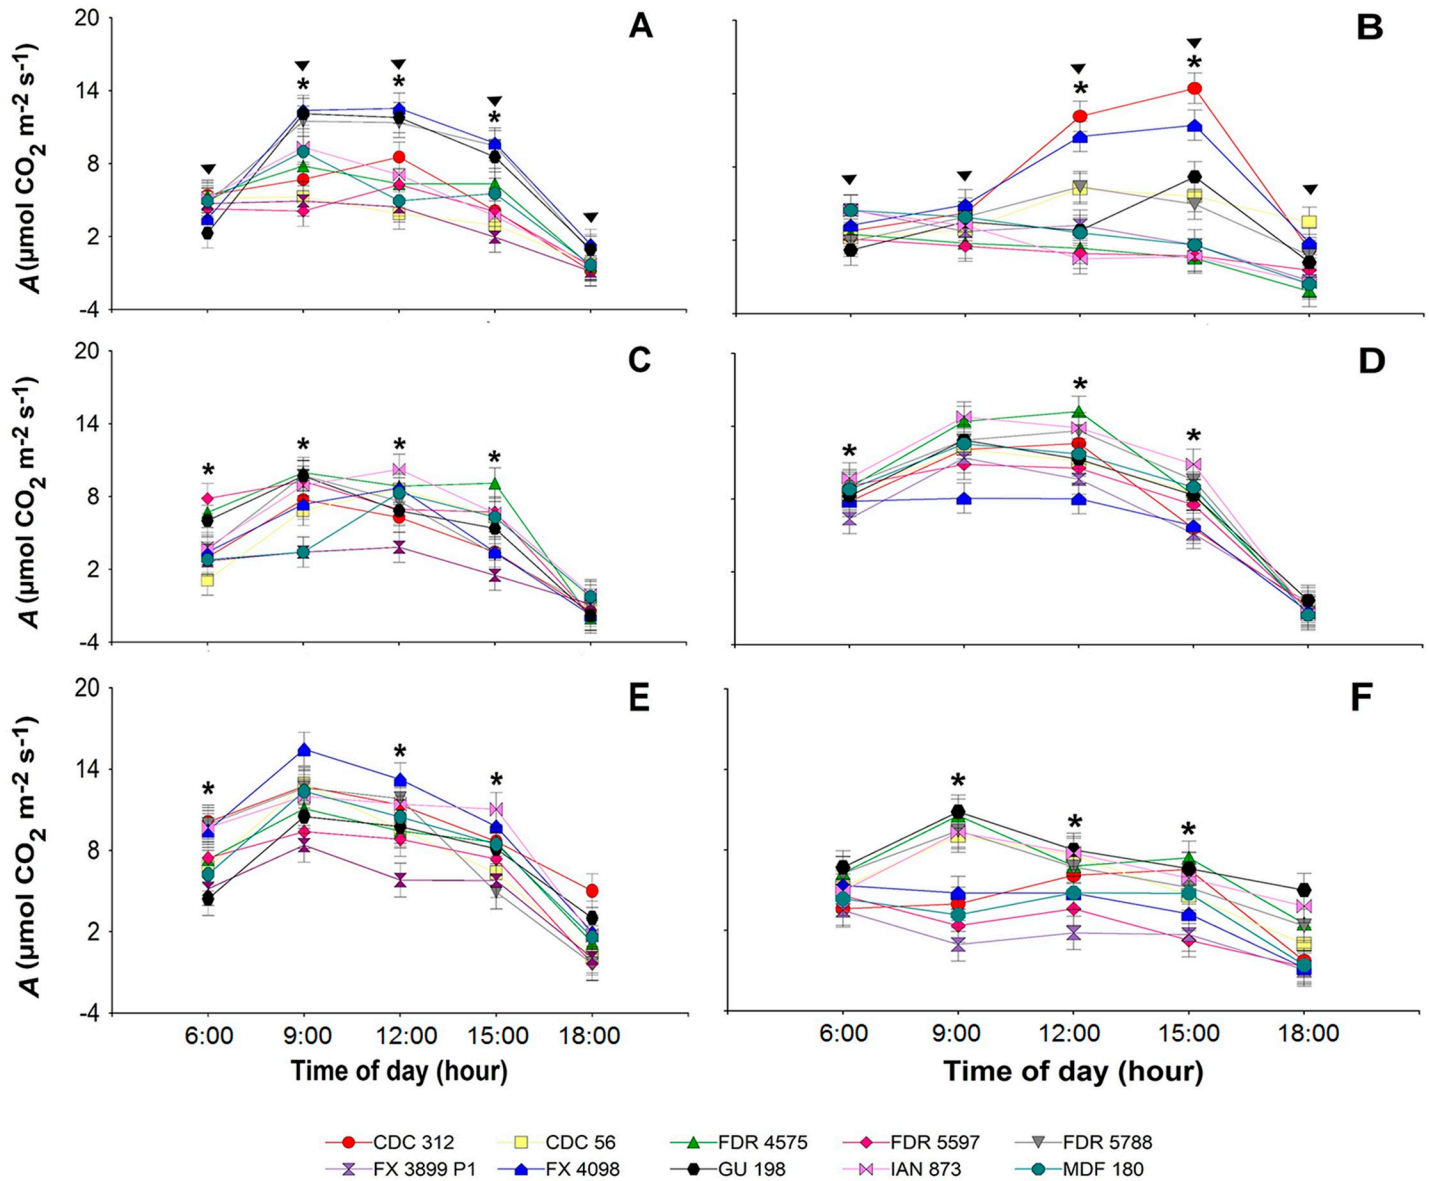 A
B
20
14
8
2
-4
A (μmol CO2 m-2 s-1)
* * *
* *
C
D
20
14
8
2
-4
A (μmol CO2 m-2 s-1)
* * * *
* * *
E
F
20
14
8
2
-4
A (μmol CO2 m-2 s-1)
* * *
* * *
6:00 9:00 12:00 15:00 18:00
6:00 9:00 12:00 15:00 18:00
Time of day (hour)
Time of day (hour)
CDC 312 CDC 56 FDR 4575 FDR 5597 FDR 5788
FX 3899 P1 FX 4098 GU 198 IAN 873 MDF 180